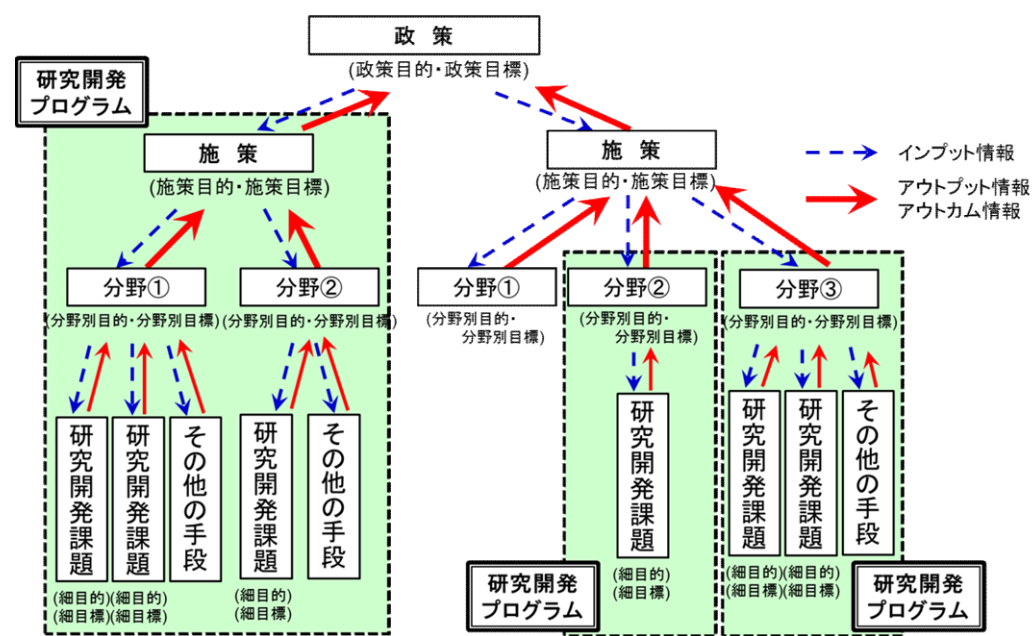 政 策
(政策目的・政策目標)
研究開発
プログラム
施 策
(施策目的・施策目標)
施 策
(施策目的・施策目標)
インプット情報
アウトプット情報
アウトカム情報
分野①
(分野別目的・分野別目標)
分野②
(分野別目的・分野別目標)
分野①
(分野別目的・
分野別目標)
分野②
(分野別目的・
分野別目標)
分野③
(分野別目的・分野別目標)
研究開発課題
(細目的)
(細目標)
研究開発課題
(細目的)
(細目標)
その他の手段
研究開発課題
(細目的)
(細目標)
その他の手段
研究開発課題
(細目的)
(細目標)
研究開発課題
(細目的)
(細目標)
研究開発課題
(細目的)
(細目標)
その他の手段
研究開発
プログラム
研究開発
プログラム